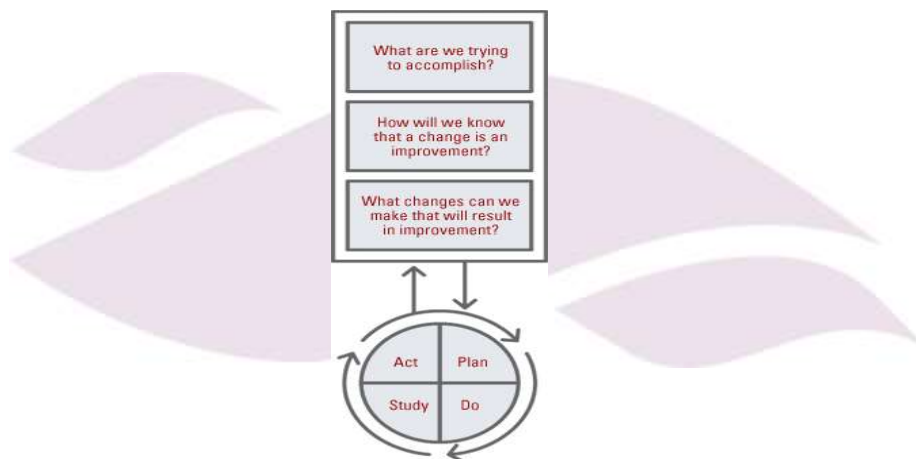 What are we trying
to accomplish?
How will we know
that a change is an
improvement?
What changes can we
make that will result
in improvement?
Act
Plan
Study
Do